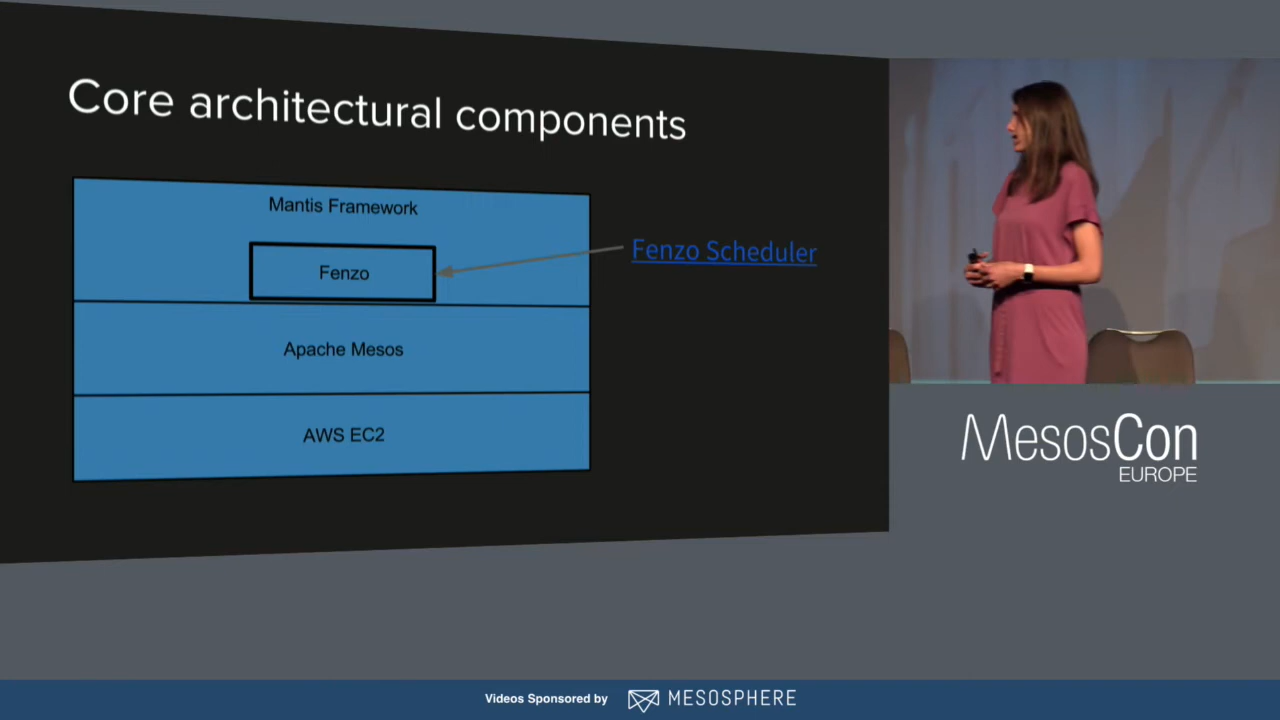 Core architectural components
Mantis Framework
Fenzo
Fenzo Scheduler
Apache Mesos
AWS EC2
MesosCon
EUROPE
Videos Sponsored by MESOSPHERE